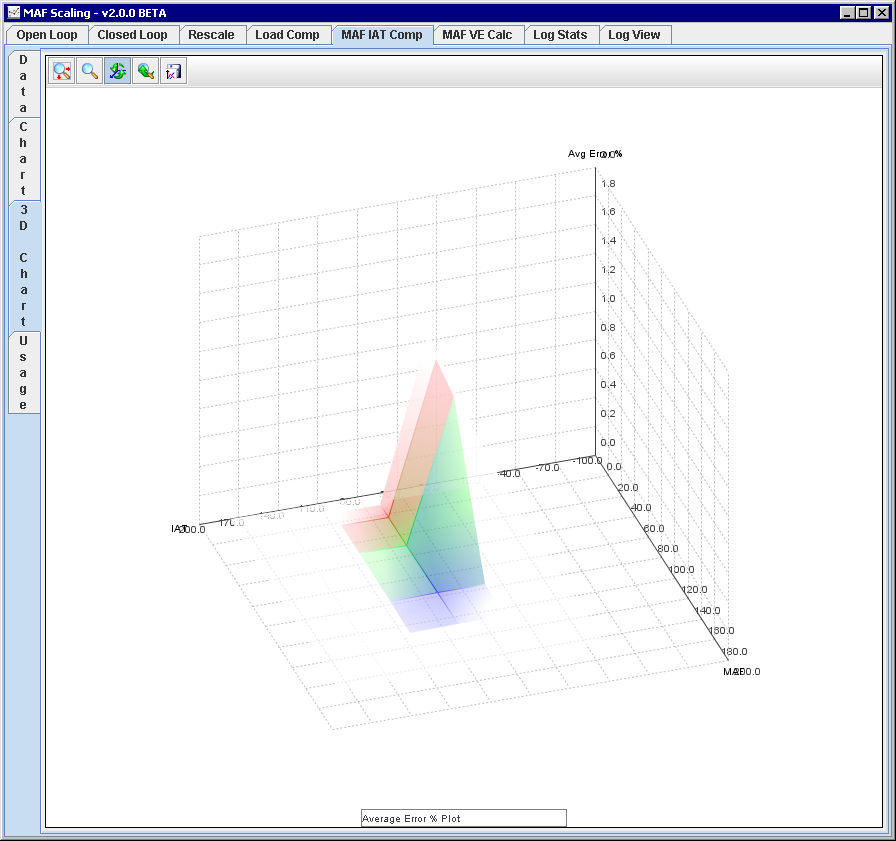 MAF Scaling - v2.0.0 BETA
Open Loop Closed Loop Rescale Load Comp MAF IAT Comp MAF VE Calc Log Stats Log View
Data
Chart
3D Chart
Usage
Avg Error%
1.8
1.6
1.4
1.2
1.0
0.8
0.6
0.4
0.2
0.0
-40.0 -70.0 -100.0
0.0
20.0
40.0
60.0
80.0
100.0
120.0
140.0
160.0
180.0
MAF 200.0
IAT 200.0 170.0 140.0 110.0 80.0
Average Error % Plot